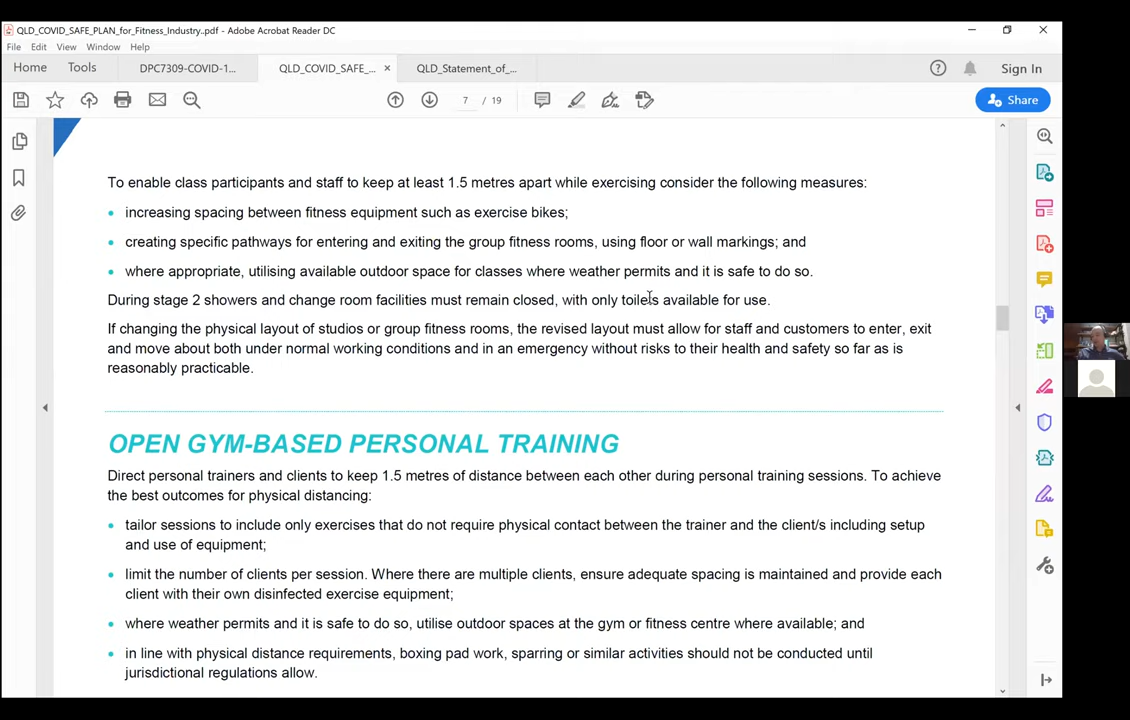 QLD_COVID_SAFE_PLAN_for_Fitness_Industry..pdf - Adobe Acrobat Reader DC
File Edit View Window Help
Home Tools DPC7309-COVID-1... QLD_COVID_SAFE_... × QLD_Statement_of_... Sign In
7 / 19 Share
To enable class participants and staff to keep at least 1.5 metres apart while exercising consider the following measures:
• increasing spacing between fitness equipment such as exercise bikes;
• creating specific pathways for entering and exiting the group fitness rooms, using floor or wall markings; and
• where appropriate, utilising available outdoor space for classes where weather permits and it is safe to do so.
During stage 2 showers and change room facilities must remain closed, with only toilets available for use.
If changing the physical layout of studios or group fitness rooms, the revised layout must allow for staff and customers to enter, exit
and move about both under normal working conditions and in an emergency without risks to their health and safety so far as is
reasonably practicable.
OPEN GYM-BASED PERSONAL TRAINING
Direct personal trainers and clients to keep 1.5 metres of distance between each other during personal training sessions. To achieve
the best outcomes for physical distancing:
• tailor sessions to include only exercises that do not require physical contact between the trainer and the client/s including setup
and use of equipment;
• limit the number of clients per session. Where there are multiple clients, ensure adequate spacing is maintained and provide each
client with their own disinfected exercise equipment;
• where weather permits and it is safe to do so, utilise outdoor spaces at the gym or fitness centre where available; and
• in line with physical distance requirements, boxing pad work, sparring or similar activities should not be conducted until
jurisdictional regulations allow.